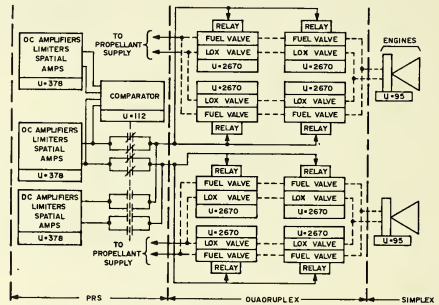 DC AMPLIFIERS
LIMITERS
SPATIAL
AMPS
U=378
COMPARATOR
U=112
DC AMPLIFIERS
LIMITERS
SPATIAL
AMPS
U=378
DC AMPLIFIERS
LIMITERS
SPATIAL
AMPS
U=378
TO
PROPELLANT
SUPPLY
RELAY
FUEL VALVE
LOX VALVE
U=2670
RELAY
FUEL VALVE
LOX VALVE
U=2670
U=2670
LOX VALVE
FUEL VALVE
RELAY
U=2670
LOX VALVE
FUEL VALVE
RELAY
ENGINES
U=95
RELAY
FUEL VALVE
LOX VALVE
U=2670
RELAY
FUEL VALVE
LOX VALVE
U=2670
TO
PROPELLANT
SUPPLY
U=2670
LOX VALVE
FUEL VALVE
RELAY
U=2670
LOX VALVE
FUEL VALVE
RELAY
U=95
PRS
QUADRUPLEX
SIMPLEX